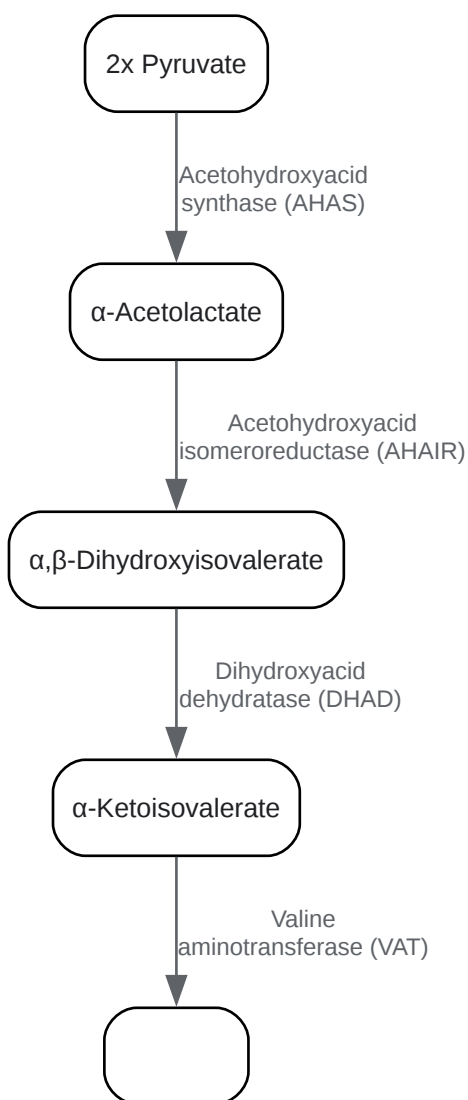 2x Pyruvate
Acetohydroxyacid
synthase (AHAS)
α-Acetolactate
Acetohydroxyacid
isomeroreductase (AHAIR)
α,β-Dihydroxyisovalerate
Dihydroxyacid
dehydratase (DHAD)
α-Ketoisovalerate
Valine
aminotransferase (VAT)